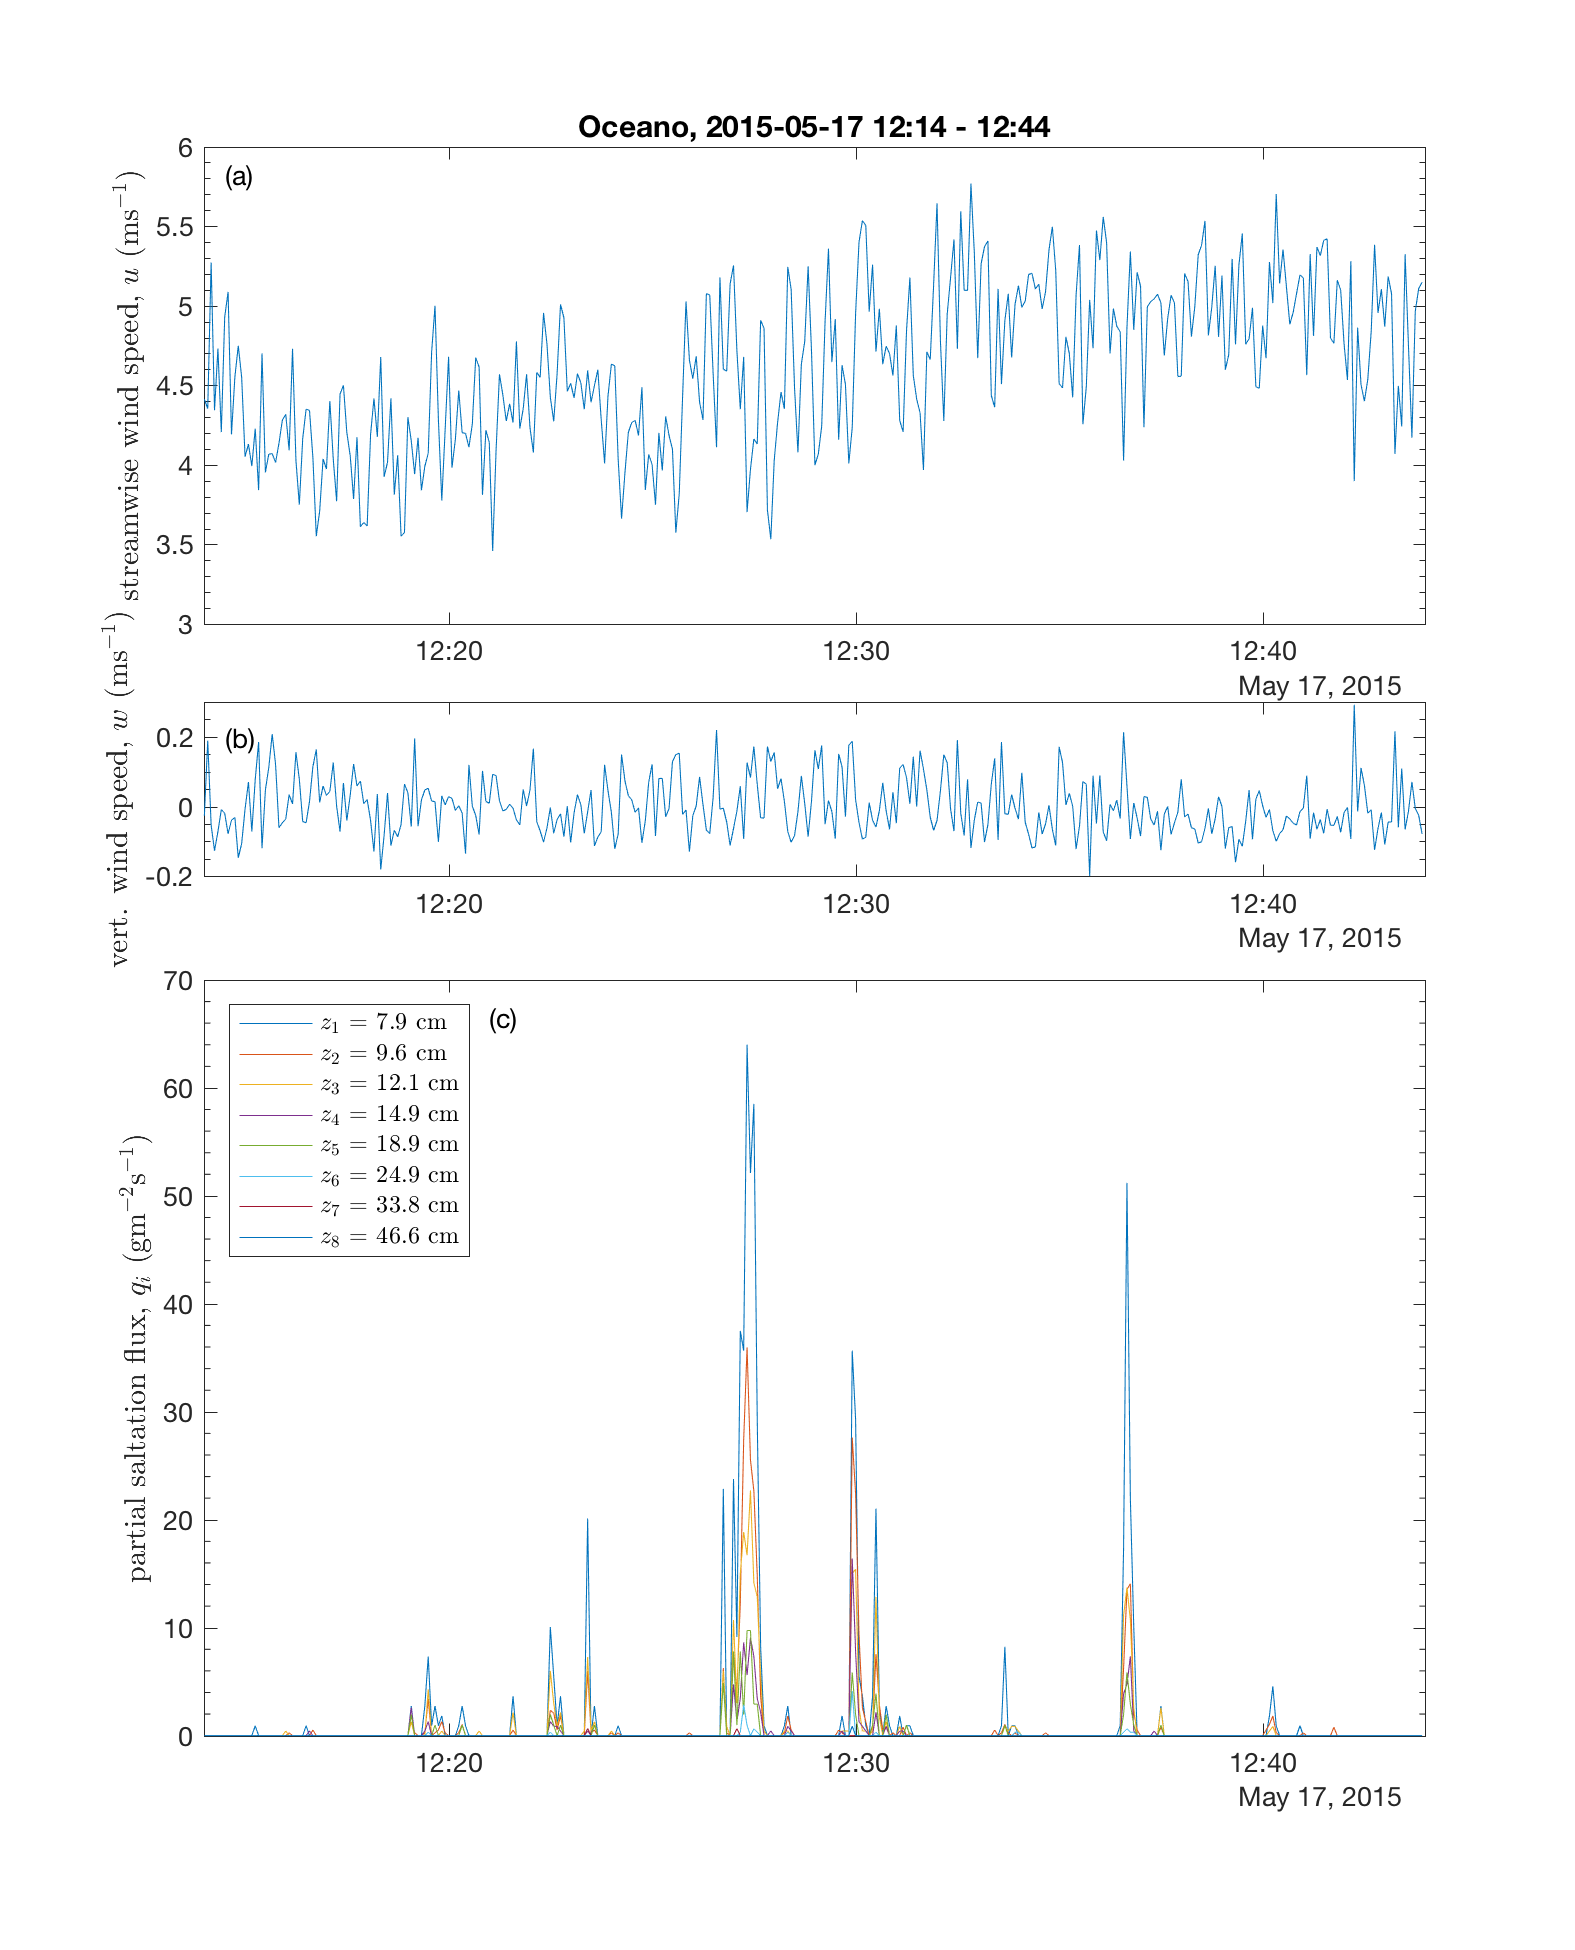 Oceano, 2015-05-17 12:14 - 12:44
(a)
streamwise wind speed, u (ms⁻¹)
6
5.5
5
4.5
4
3.5
3
12:20 12:30 12:40
May 17, 2015
(b)
vert. wind speed, w (ms⁻¹)
0.2
0
-0.2
12:20 12:30 12:40
May 17, 2015
(c)
partial saltation flux, qᵢ (gm⁻²s⁻¹)
70
60
50
40
30
20
10
0
z₁ = 7.9 cm
z₂ = 9.6 cm
z₃ = 12.1 cm
z₄ = 14.9 cm
z₅ = 18.9 cm
z₆ = 24.9 cm
z₇ = 33.8 cm
z₈ = 46.6 cm
12:20 12:30 12:40
May 17, 2015